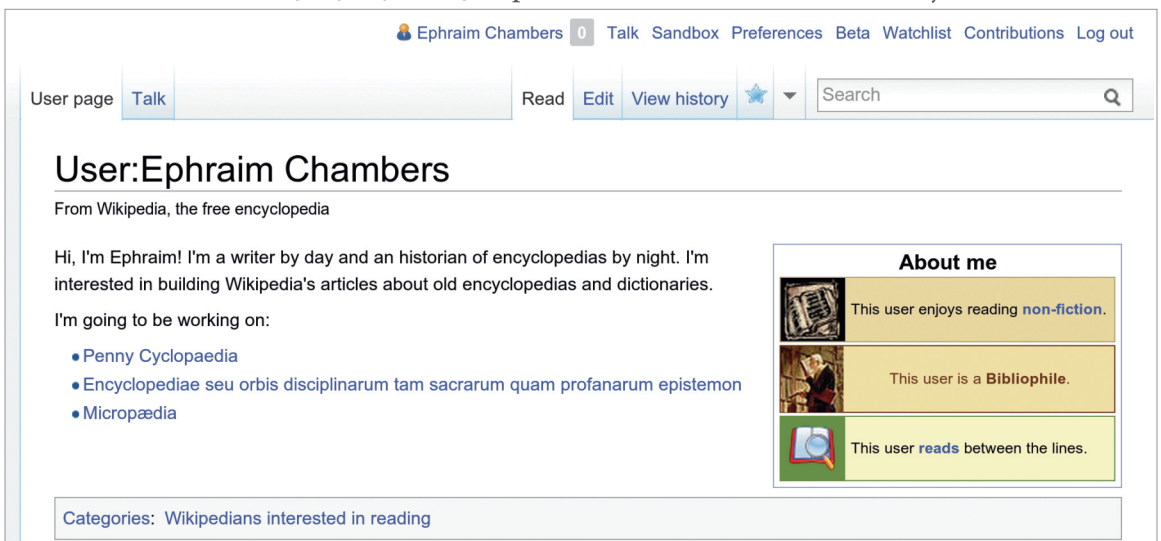 Ephraim Chambers 0 Talk Sandbox Preferences Beta Watchlist Contributions Log out
User page Talk Read Edit View history Search
User:Ephraim Chambers
From Wikipedia, the free encyclopedia
Hi, I'm Ephraim! I'm a writer by day and an historian of encyclopedias by night. I'm
interested in building Wikipedia's articles about old encyclopedias and dictionaries.
I'm going to be working on:
Penny Cyclopaedia
Encyclopediae seu orbis disciplinarum tam sacrarum quam profanarum epistemon
Micropædia
About me
This user enjoys reading non-fiction.
This user is a Bibliophile.
This user reads between the lines.
Categories: Wikipedians interested in reading